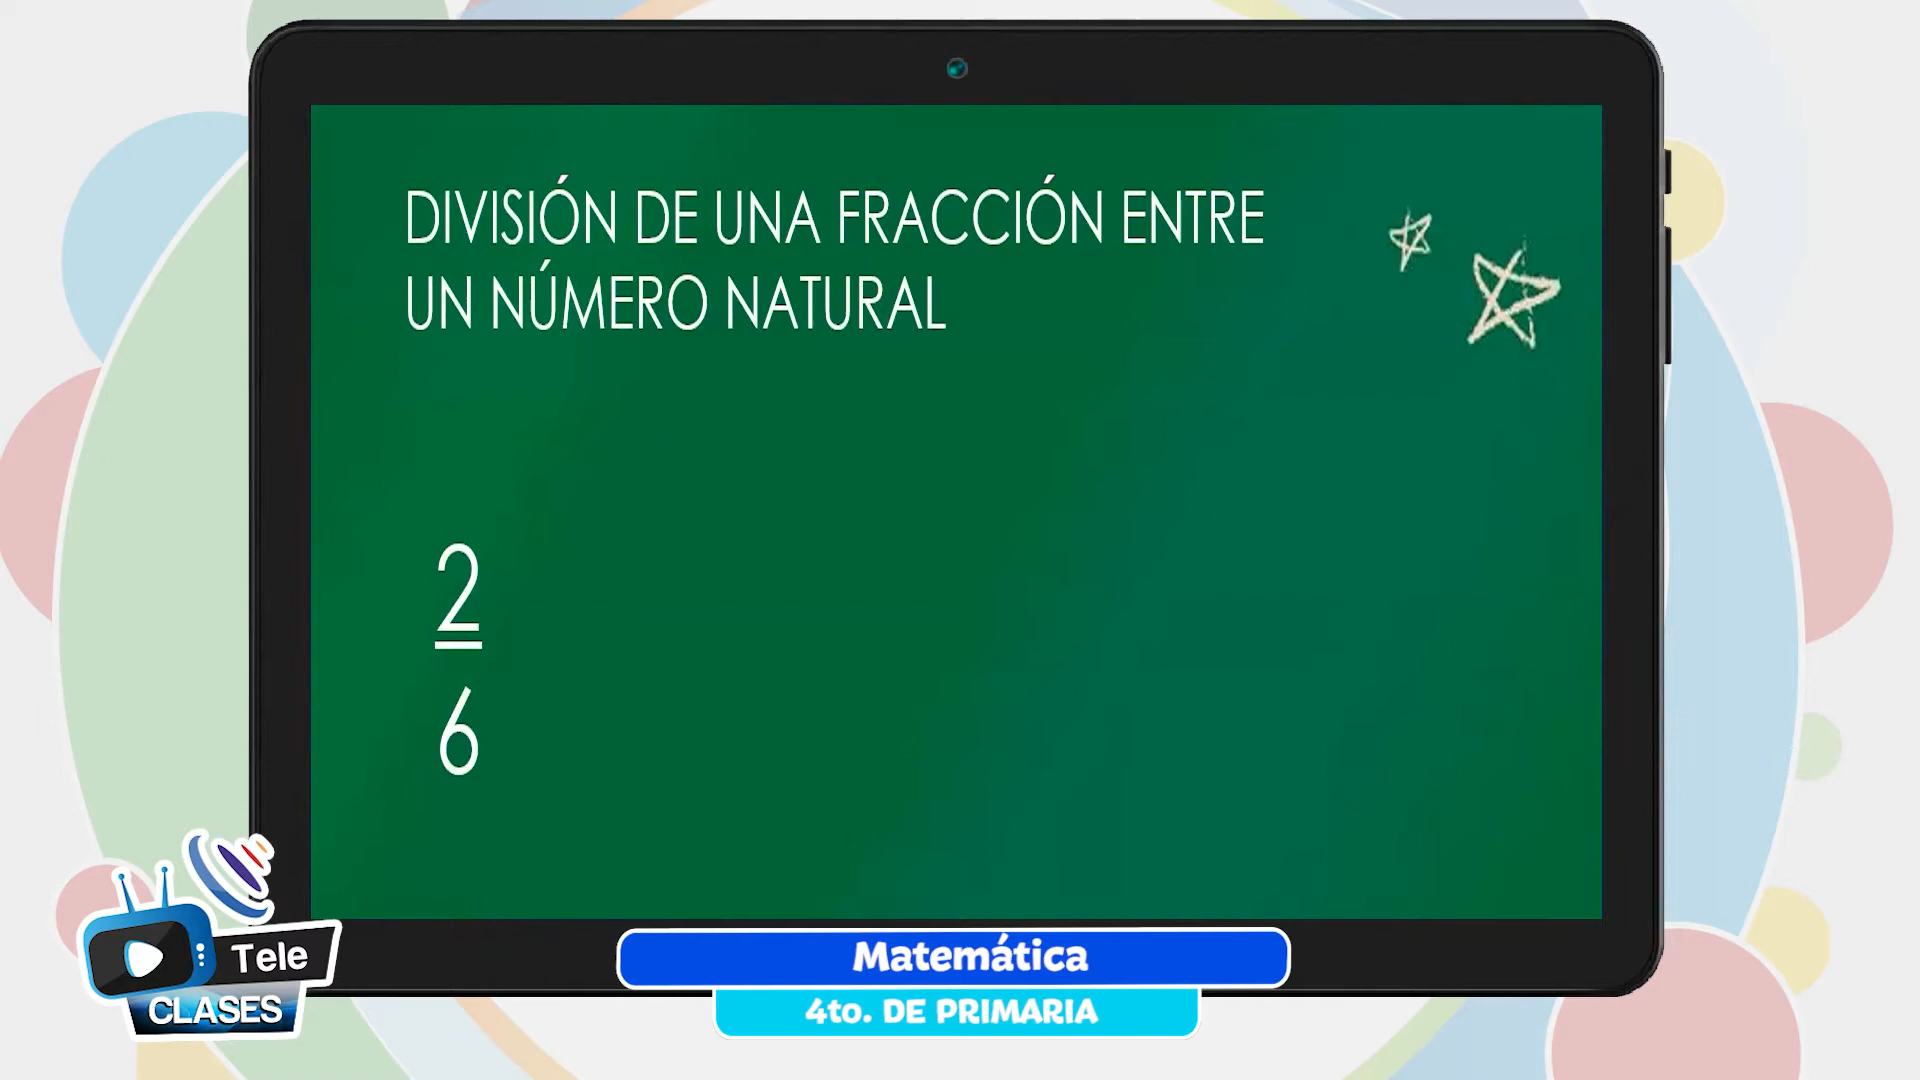 DIVISIÓN DE UNA FRACCIÓN ENTRE
UN NÚMERO NATURAL
2
6
Tele
CLASES
Matemática
4to. DE PRIMARIA